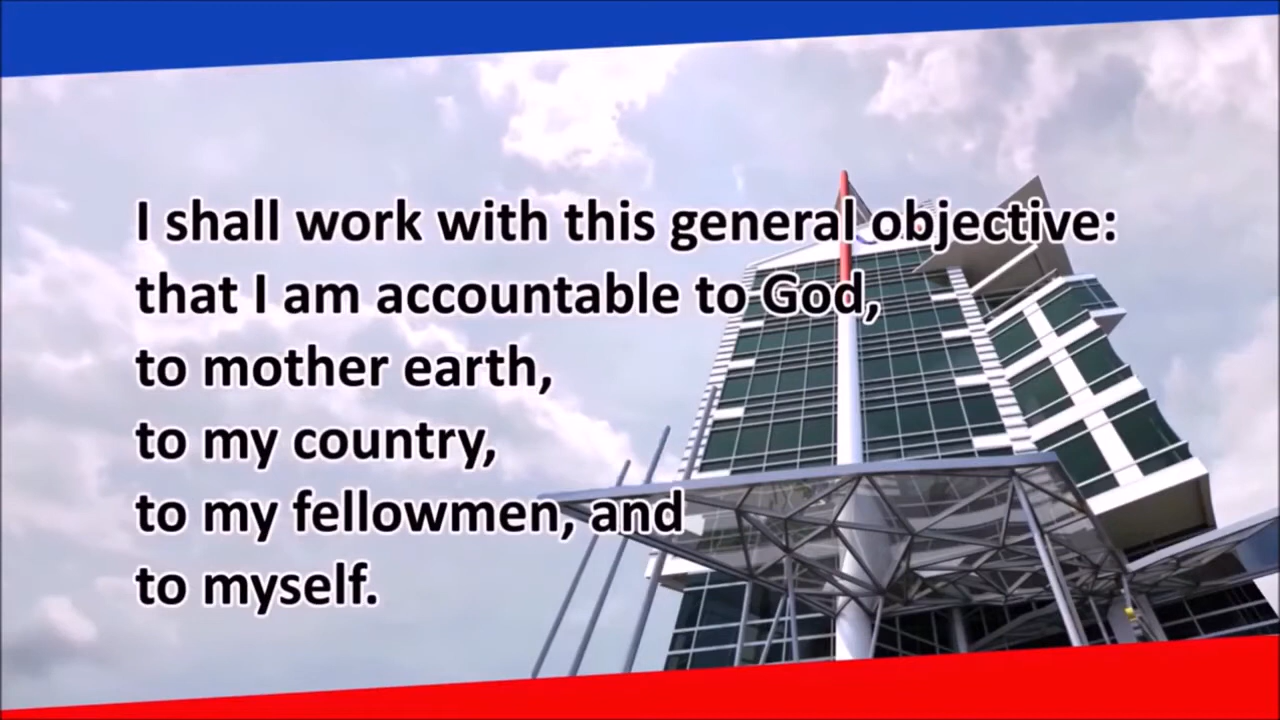 I shall work with this general objective:
that I am accountable to God,
to mother earth,
to my country,
to my fellowmen, and
to myself.